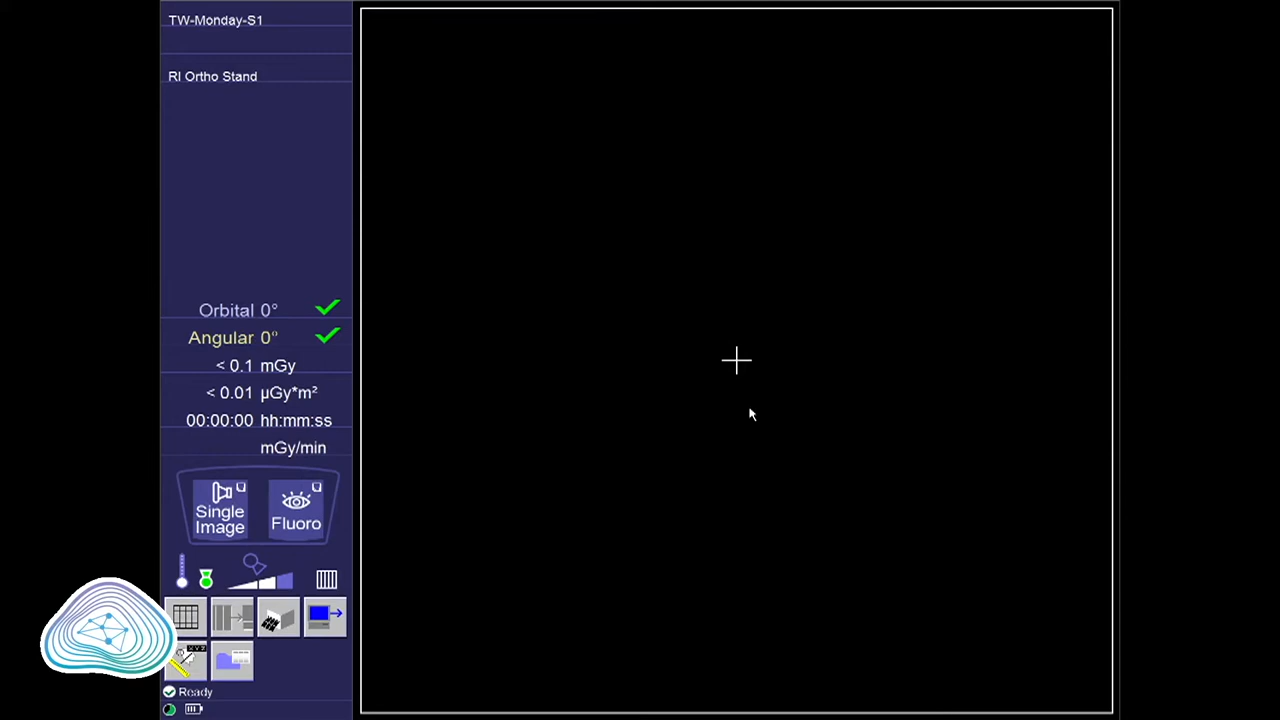 TW-Monday-S1
RI Ortho Stand
Orbital 0°
Angular 0°
< 0.1 mGy
< 0.01 µGy*m²
00:00:00 hh:mm:ss
mGy/min
Single Image
Fluoro
Ready